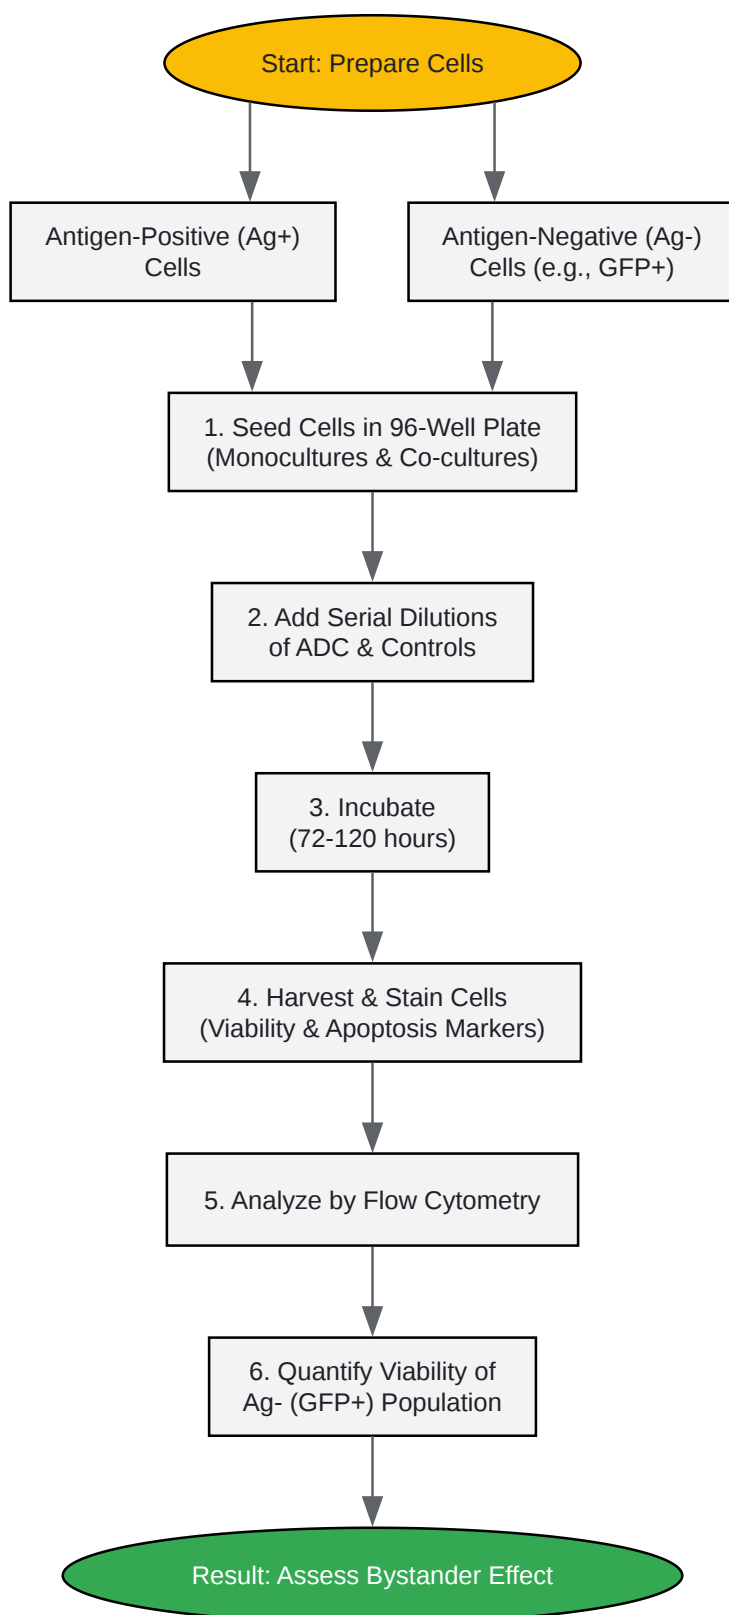 Start: Prepare Cells
Antigen-Positive (Ag+)
Cells
Antigen-Negative (Ag-)
Cells (e.g., GFP+)
1. Seed Cells in 96-Well Plate
(Monocultures & Co-cultures)
2. Add Serial Dilutions
of ADC & Controls
3. Incubate
(72-120 hours)
4. Harvest & Stain Cells
(Viability & Apoptosis Markers)
5. Analyze by Flow Cytometry
6. Quantify Viability of
Ag- (GFP+) Population
Result: Assess Bystander Effect